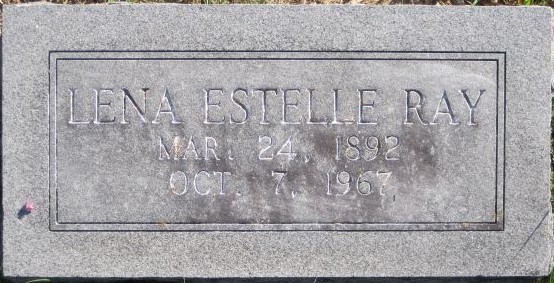 LENA ESTELLE RAY
MAR. 24, 1892
OCT. 7, 1967